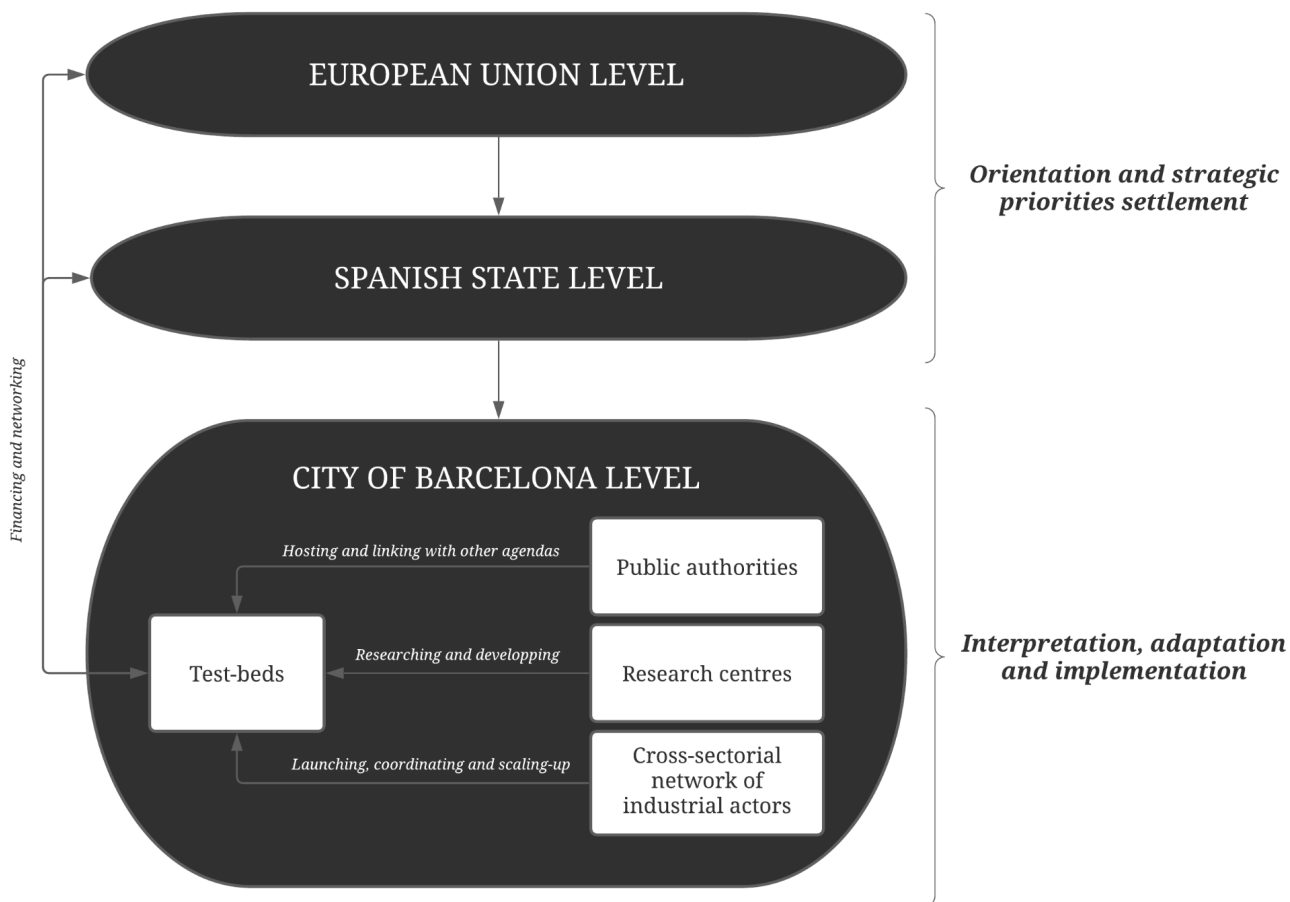 EUROPEAN UNION LEVEL
Orientation and strategic
priorities settlement
SPANISH STATE LEVEL
Financing and networking
CITY OF BARCELONA LEVEL
Hosting and linking with other agendas
Public authorities
Researching and developping
Test-beds
Research centres
Launching, coordinating and scaling-up
Cross-sectorial
network of
industrial actors
Interpretation, adaptation
and implementation